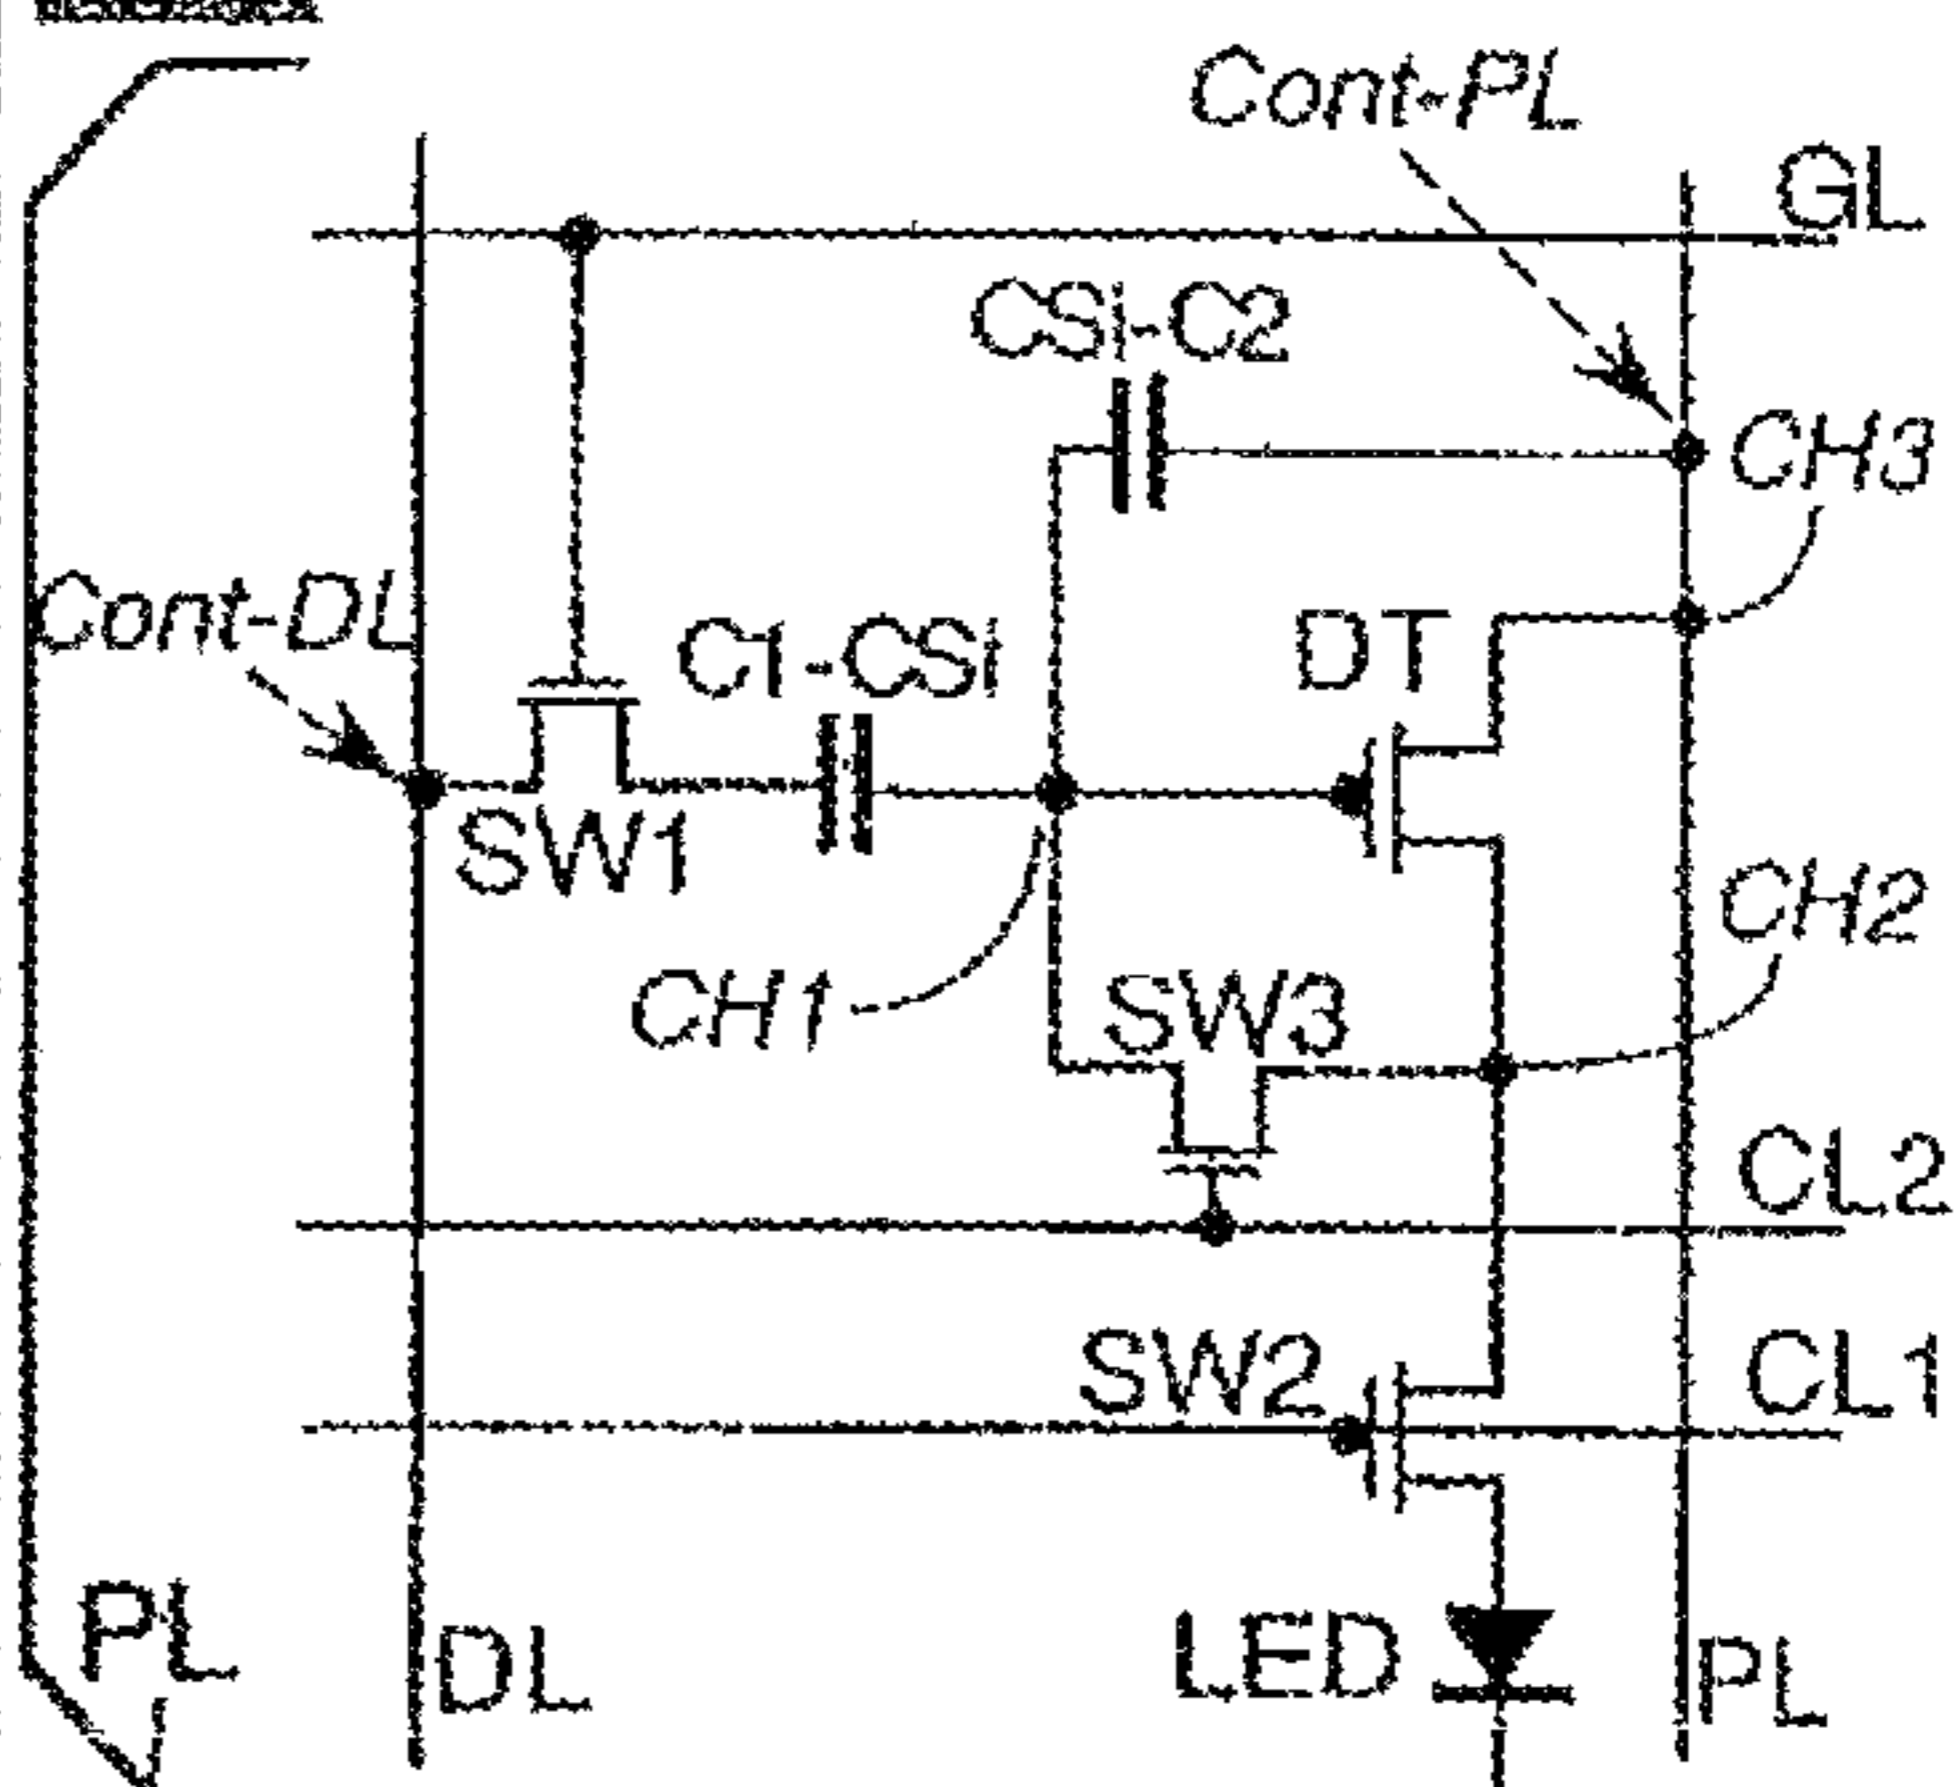 Cont-PL
GL
CSi-C2
CH3
Cont-DL
C1-CSi
DT
SW1
CH2
CH1
SW3
CL2
SW2
CL1
PL
DL
LED
PL